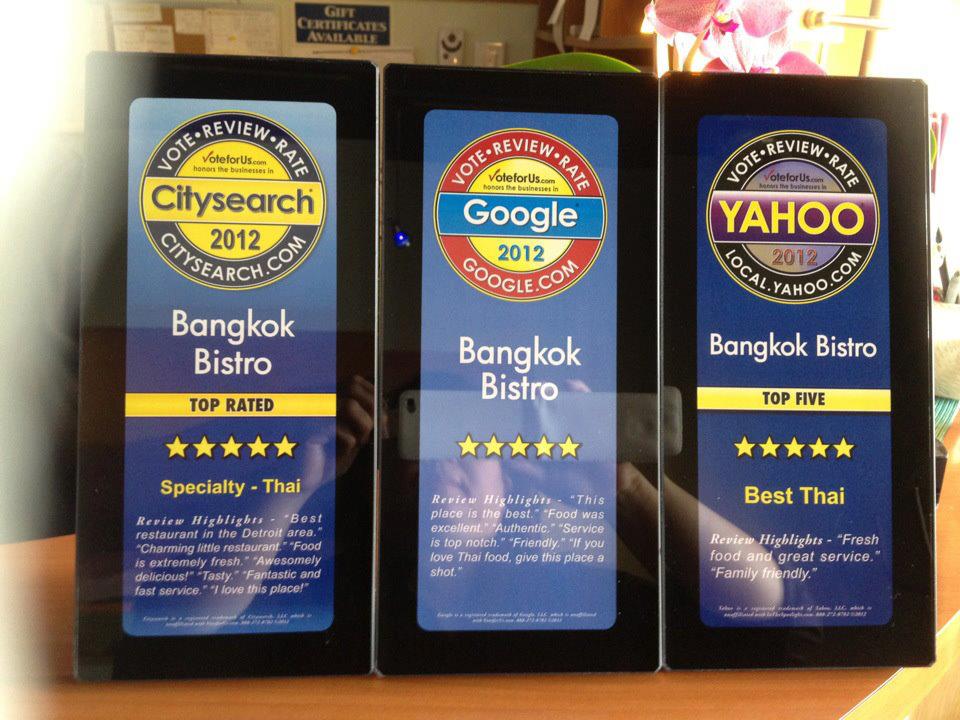 GIFT
CERTIFICATES
AVAILABLE
VOTE•REVIEW•RATE
VoteforUs.com
honors the businesses in
Citysearch
2012
CITYSEARCH.COM
Bangkok
Bistro
TOP RATED
Specialty - Thai
Review Highlights - "Best
restaurant in the Detroit area."
"Charming little restaurant." "Food
is extremely fresh." "Awesomely
delicious!" "Tasty." "Fantastic and
fast service." "I love this place!"
VOTE•REVIEW•RATE
VoteforUs.com
honors the businesses in
Google
2012
GOOGLE.COM
Bangkok
Bistro
Review Highlights - "This
place is the best." "Food was
excellent." "Authentic." "Service
is top notch." "Friendly." "If you
love Thai food, give this place a
shot."
VOTE•REVIEW•RATE
VoteforUs.com
honors the businesses in
YAHOO
2012
LOCAL.YAHOO.COM
Bangkok Bistro
TOP FIVE
Best Thai
Review Highlights - "Fresh
food and great service."
"Family friendly."